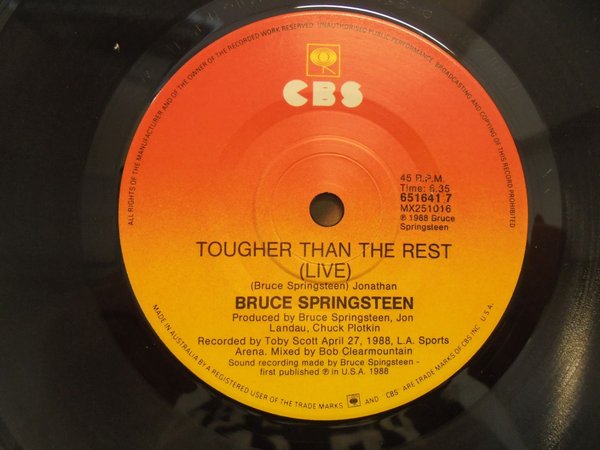 ALL RIGHTS OF THE MANUFACTURER AND OF THE OWNER OF THE RECORDED WORK RESERVED. UNAUTHORISED PUBLIC PERFORMANCE, BROADCASTING AND COPYING OF THIS RECORD PROHIBITED
CBS
45 R.P.M.
Time: 6.35
651641 7
MX251016
℗ 1988 Bruce
Springsteen
TOUGHER THAN THE REST
(LIVE)
(Bruce Springsteen) Jonathan
BRUCE SPRINGSTEEN
Produced by Bruce Springsteen, Jon
Landau, Chuck Plotkin
Recorded by Toby Scott April 27, 1988, L.A. Sports
Arena. Mixed by Bob Clearmountain
Sound recording made by Bruce Spingsteen -
first published ℗ in U.S.A. 1988
MADE IN AUSTRALIA BY A REGISTERED USER OF THE TRADE MARKS AND 'CBS' ARE TRADE MARKS OF CBS INC. U.S.A.